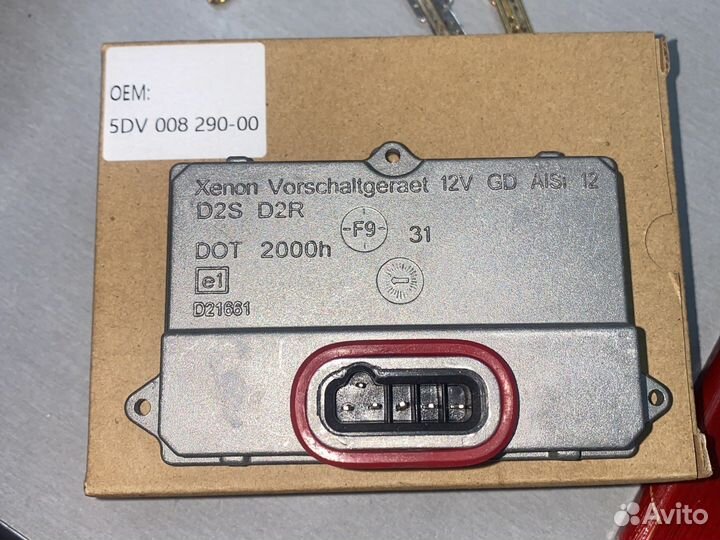 OEM:
5DV 008 290-00
Xenon Vorschaltgeraet 12V GD AlSi 12
D2S D2R
F9
31
DOT 2000h
e1
D21661
Avito